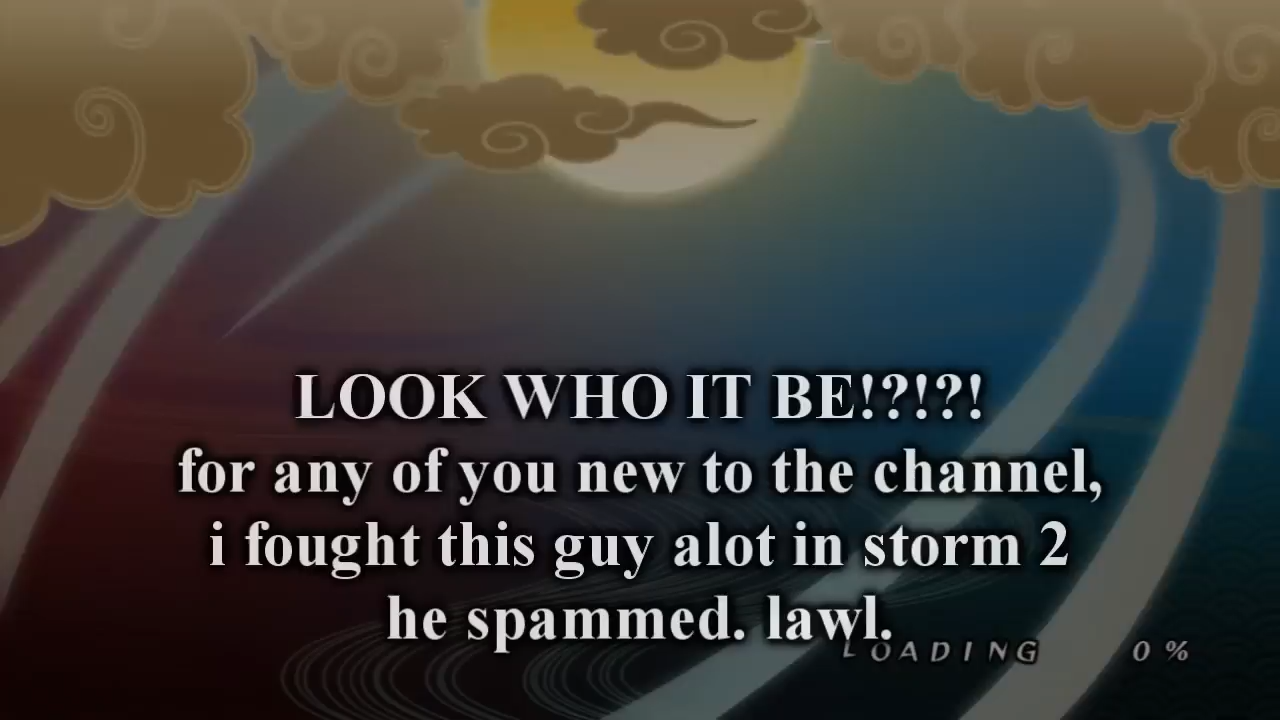 LOOK WHO IT BE!?!?!
for any of you new to the channel,
i fought this guy alot in storm 2
he spammed. lawl.
LOADING 0 %